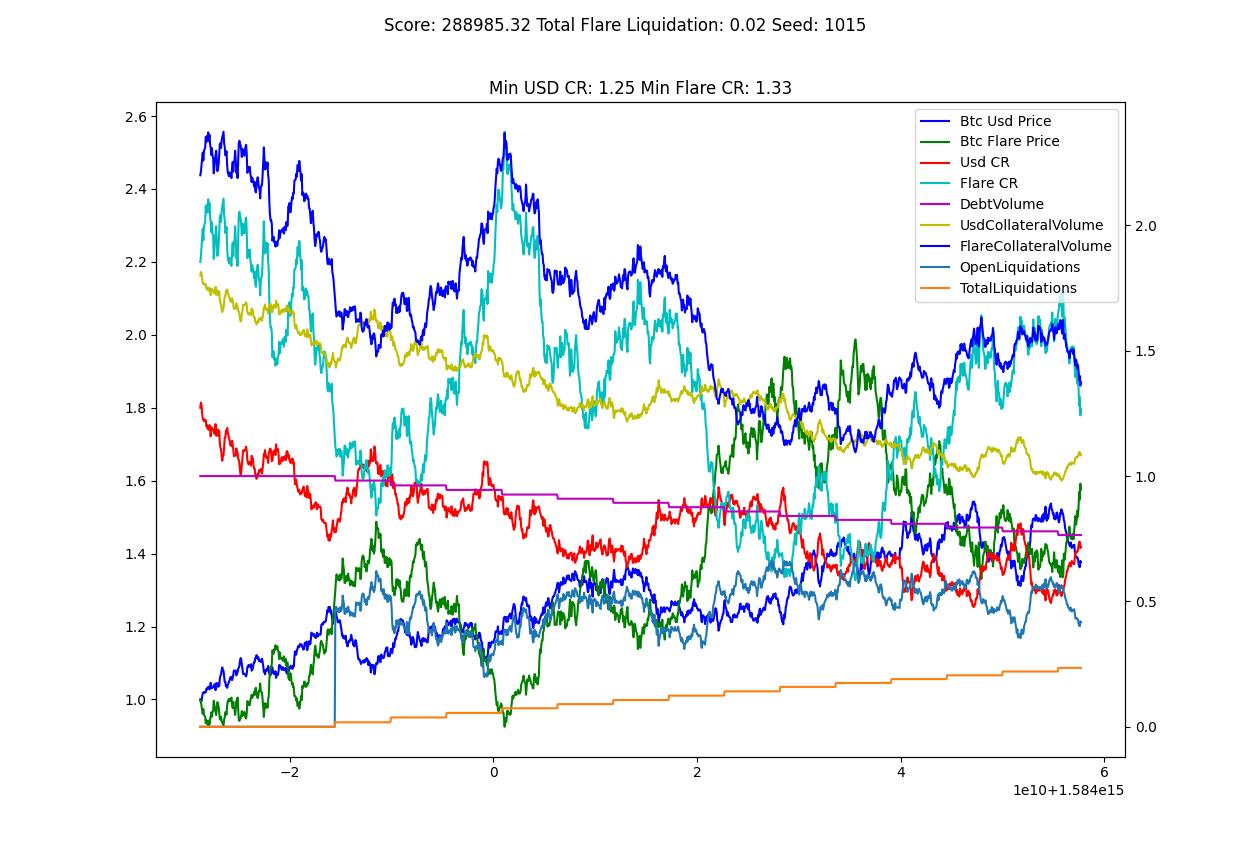 Score: 288985.32 Total Flare Liquidation: 0.02 Seed: 1015
Min USD CR: 1.25 Min Flare CR: 1.33
2.6
2.4
2.2
2.0
1.8
1.6
1.4
1.2
1.0
Btc Usd Price
Btc Flare Price
Usd CR
Flare CR
DebtVolume
UsdCollateralVolume
FlareCollateralVolume
OpenLiquidations
TotalLiquidations
2.0
1.5
1.0
0.5
0.0
−2
0
2
4
6
1e10+1.584e15